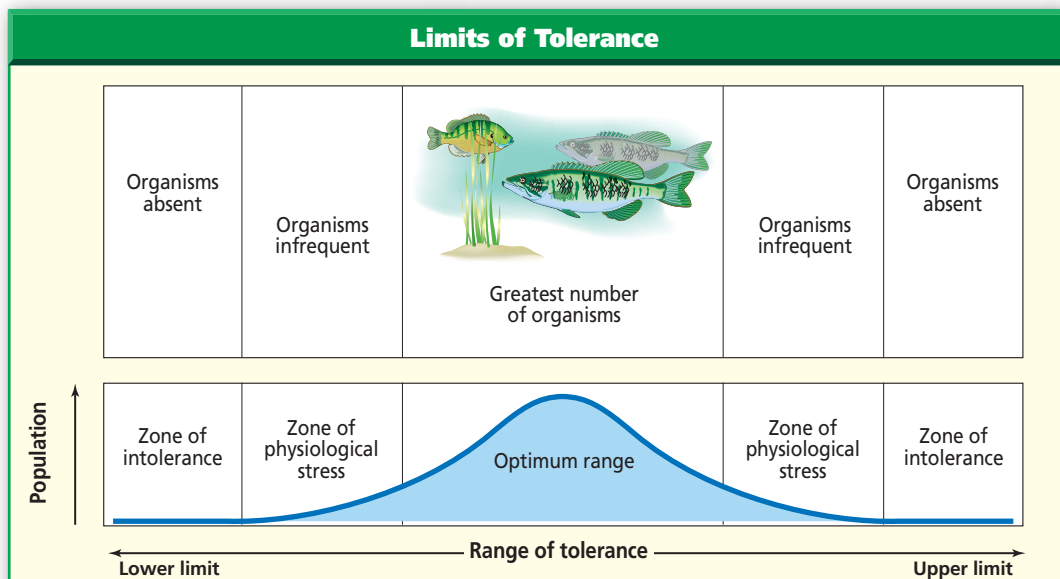 Limits of Tolerance
Organisms
absent
Organisms
infrequent
Greatest number
of organisms
Organisms
infrequent
Organisms
absent
Population
Zone of
intolerance
Zone of
physiological
stress
Optimum range
Zone of
physiological
stress
Zone of
intolerance
Range of tolerance
Lower limit
Upper limit